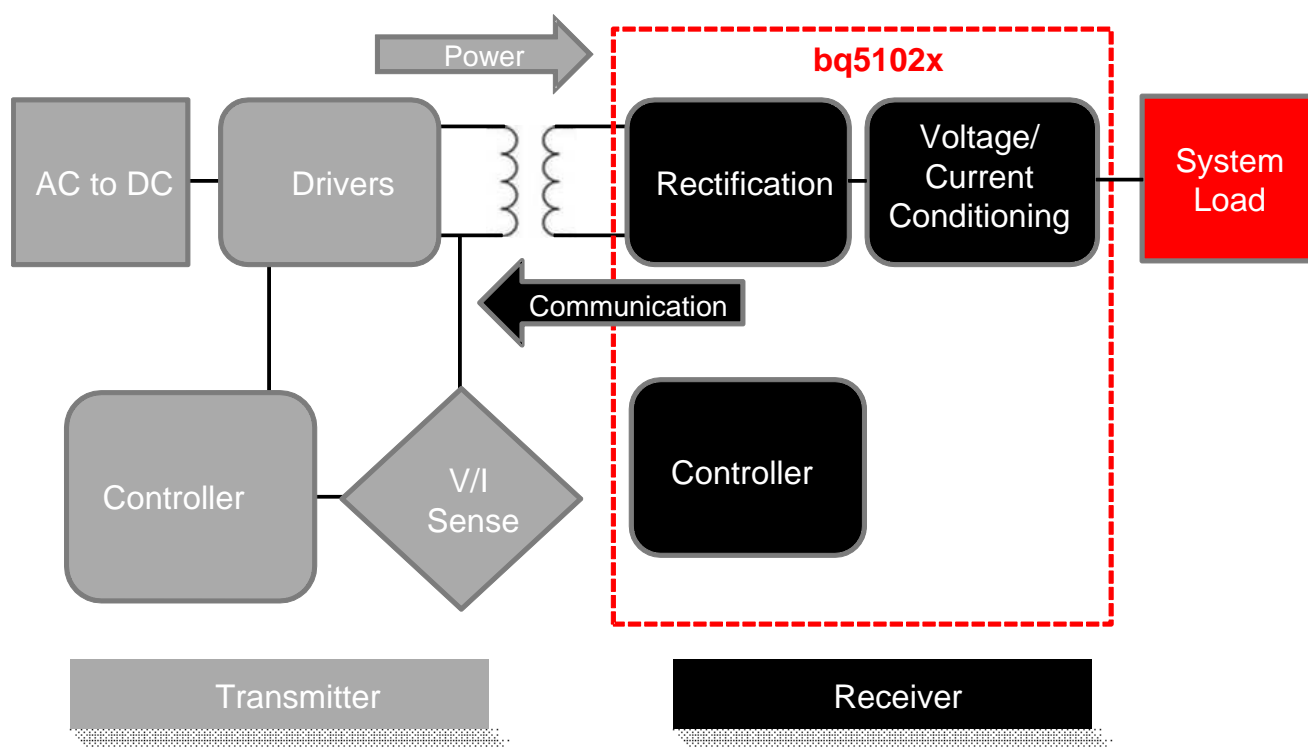 Power
bq5102x
AC to DC
Drivers
Rectification
Voltage/
Current
Conditioning
System
Load
Communication
Controller
V/I
Sense
Controller
Transmitter
Receiver